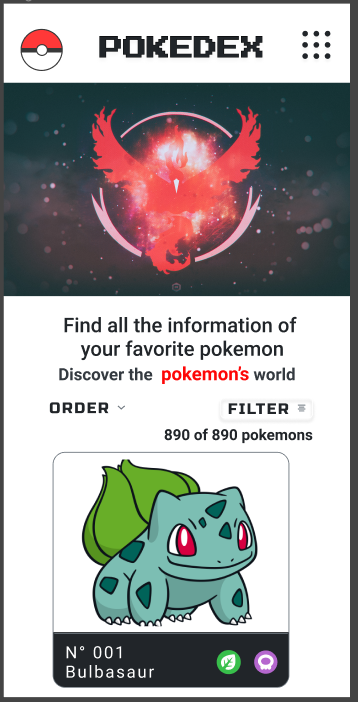 POKEDEX
Find all the information of
your favorite pokemon
Discover the pokemon's world
ORDER
FILTER
890 of 890 pokemons
N° 001
Bulbasaur